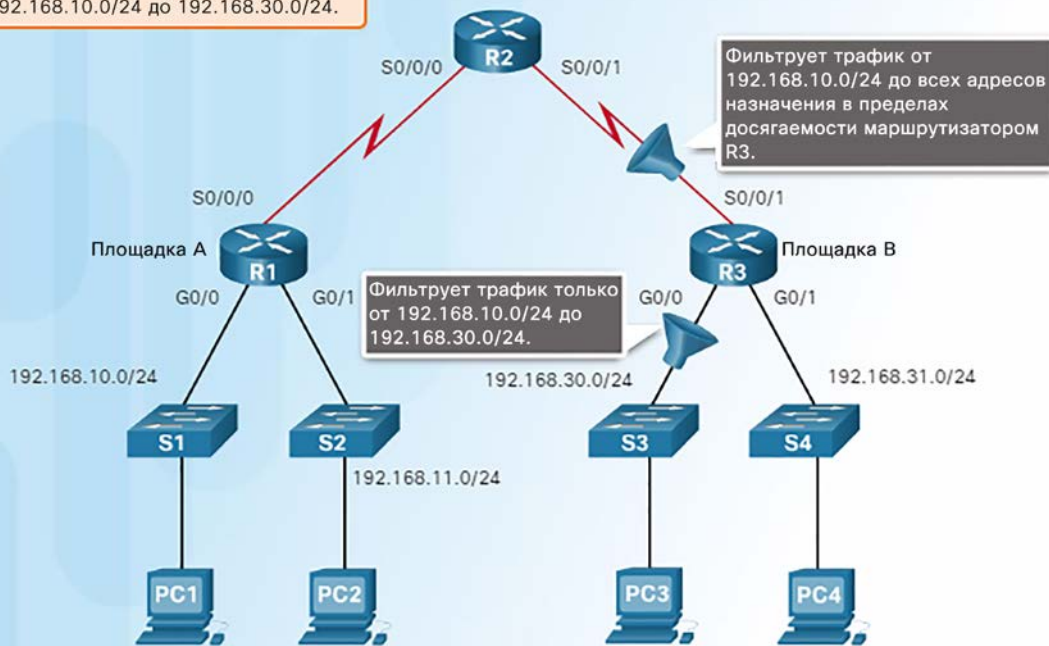 92.168.10.0/24 до 192.168.30.0/24.
R2
S0/0/0
S0/0/1
Фильтрует трафик от
192.168.10.0/24 до всех адресов
назначения в пределах
досягаемости маршрутизатором
R3.
S0/0/0
S0/0/1
Площадка A
R1
R3
Площадка B
G0/0
G0/1
Фильтрует трафик только
от 192.168.10.0/24 до
192.168.30.0/24.
G0/0
G0/1
192.168.10.0/24
192.168.30.0/24
192.168.31.0/24
S1
S2
S3
S4
192.168.11.0/24
PC1
PC2
PC3
PC4